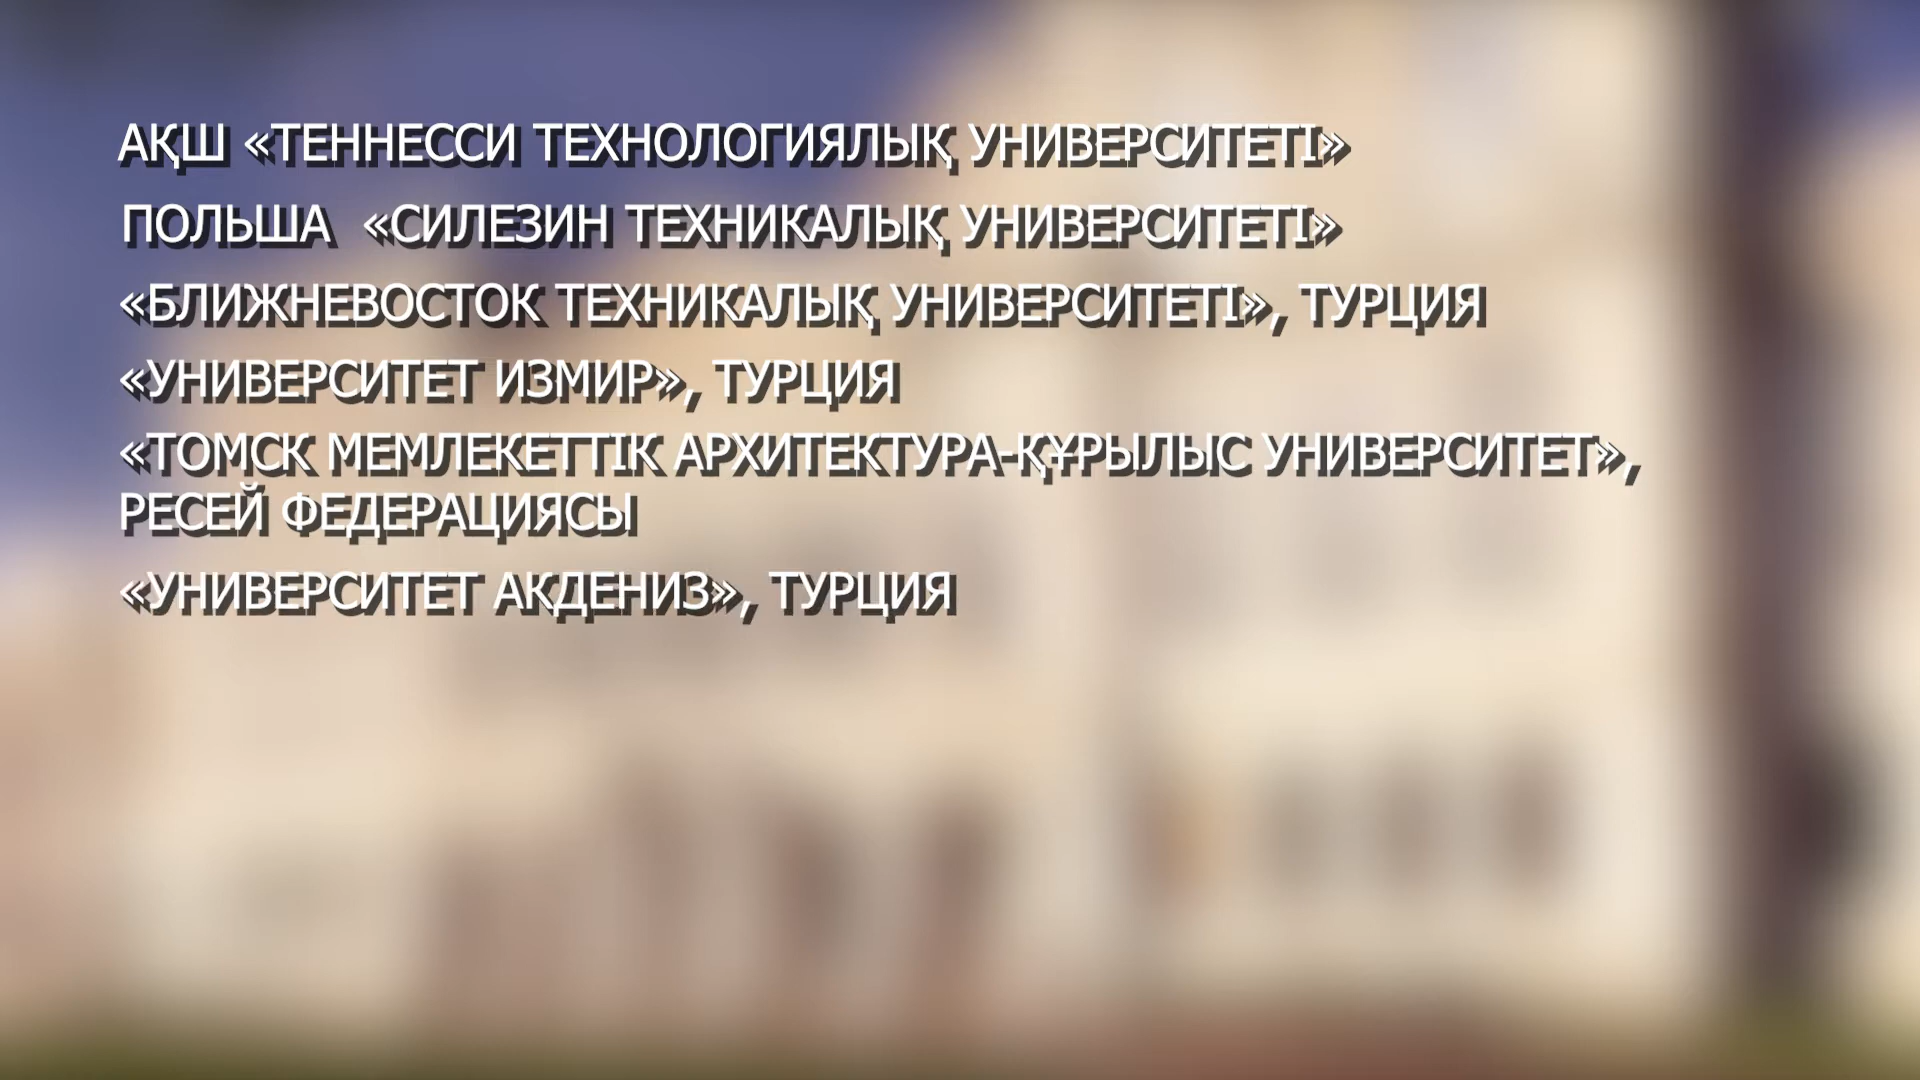 АҚШ «ТЕННЕССИ ТЕХНОЛОГИЯЛЫҚ УНИВЕРСИТЕТІ»
ПОЛЬША «СИЛЕЗИН ТЕХНИКАЛЫҚ УНИВЕРСИТЕТІ»
«БЛИЖНЕВОСТОК ТЕХНИКАЛЫҚ УНИВЕРСИТЕТІ», ТУРЦИЯ
«УНИВЕРСИТЕТ ИЗМИР», ТУРЦИЯ
«ТОМСК МЕМЛЕКЕТТІК АРХИТЕКТУРА-ҚҰРЫЛЫС УНИВЕРСИТЕТ»,
РЕСЕЙ ФЕДЕРАЦИЯСЫ
«УНИВЕРСИТЕТ АКДЕНИЗ», ТУРЦИЯ